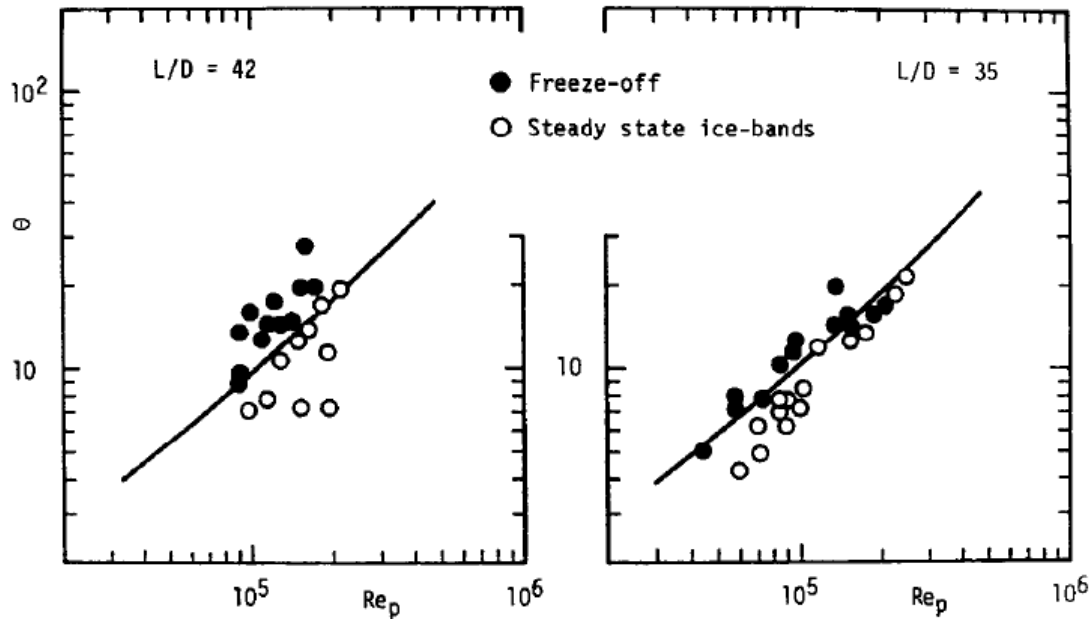 L/D = 42
L/D = 35
Freeze-off
Steady state ice-bands
10²
θ
10
10
10⁵
Re_p
10⁶
10⁵
Re_p
10⁶